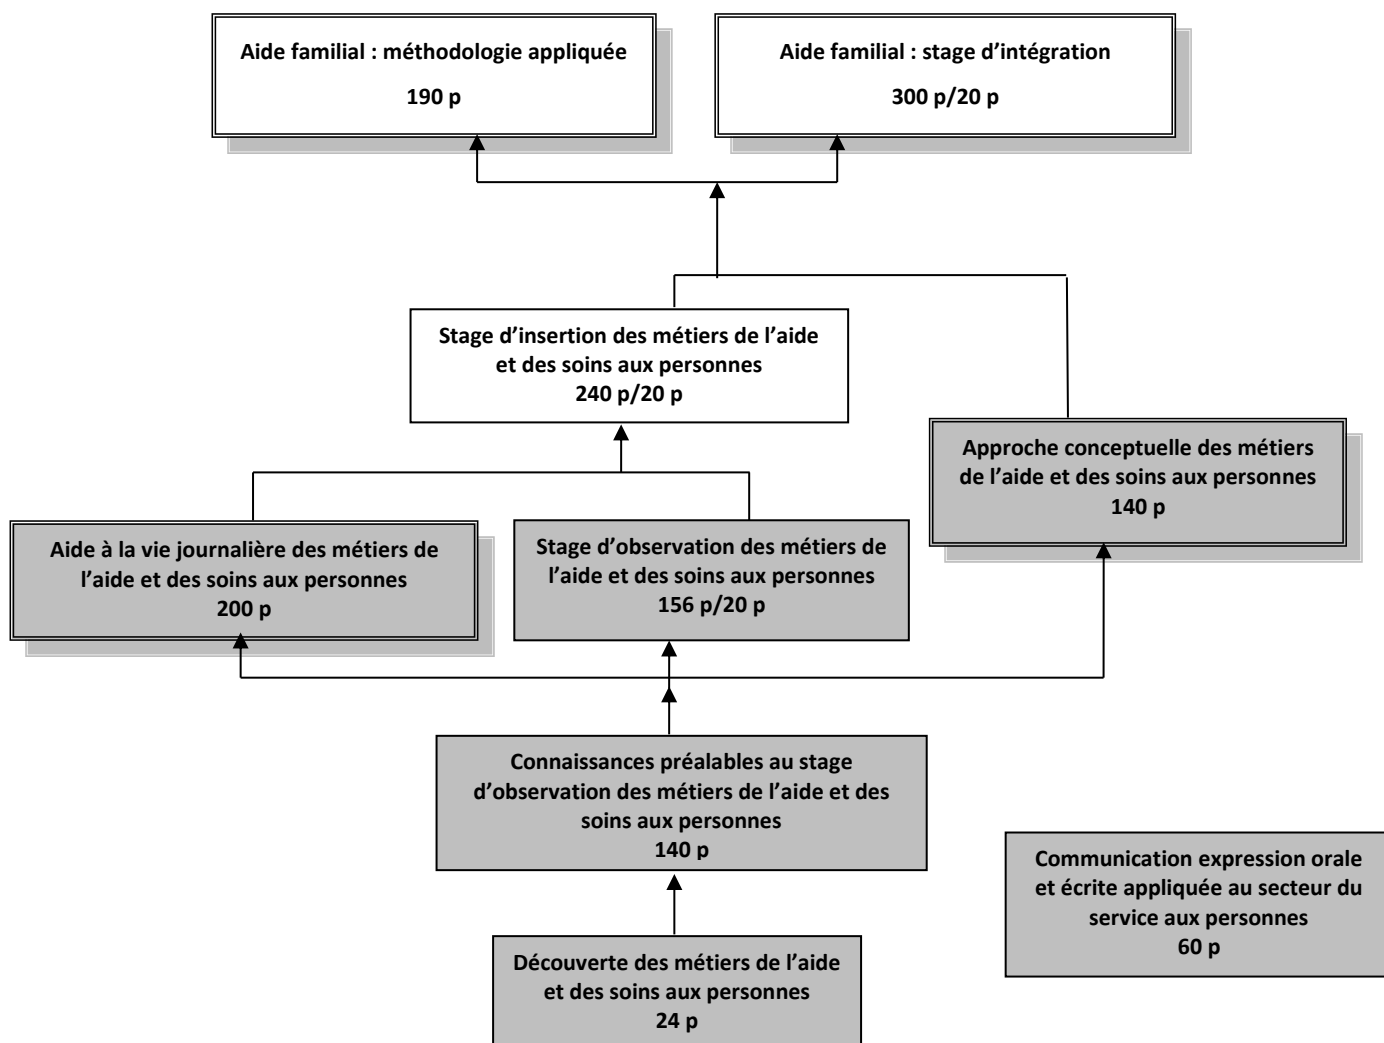 Aide familial : méthodologie appliquée
190 p
Aide familial : stage d’intégration
300 p/20 p
Stage d’insertion des métiers de l’aide
et des soins aux personnes
240 p/20 p
Approche conceptuelle des métiers
de l’aide et des soins aux personnes
140 p
Aide à la vie journalière des métiers de
l’aide et des soins aux personnes
200 p
Stage d’observation des métiers de
l’aide et des soins aux personnes
156 p/20 p
Connaissances préalables au stage
d’observation des métiers de l’aide et des
soins aux personnes
140 p
Communication expression orale
et écrite appliquée au secteur du
service aux personnes
60 p
Découverte des métiers de l’aide
et des soins aux personnes
24 p